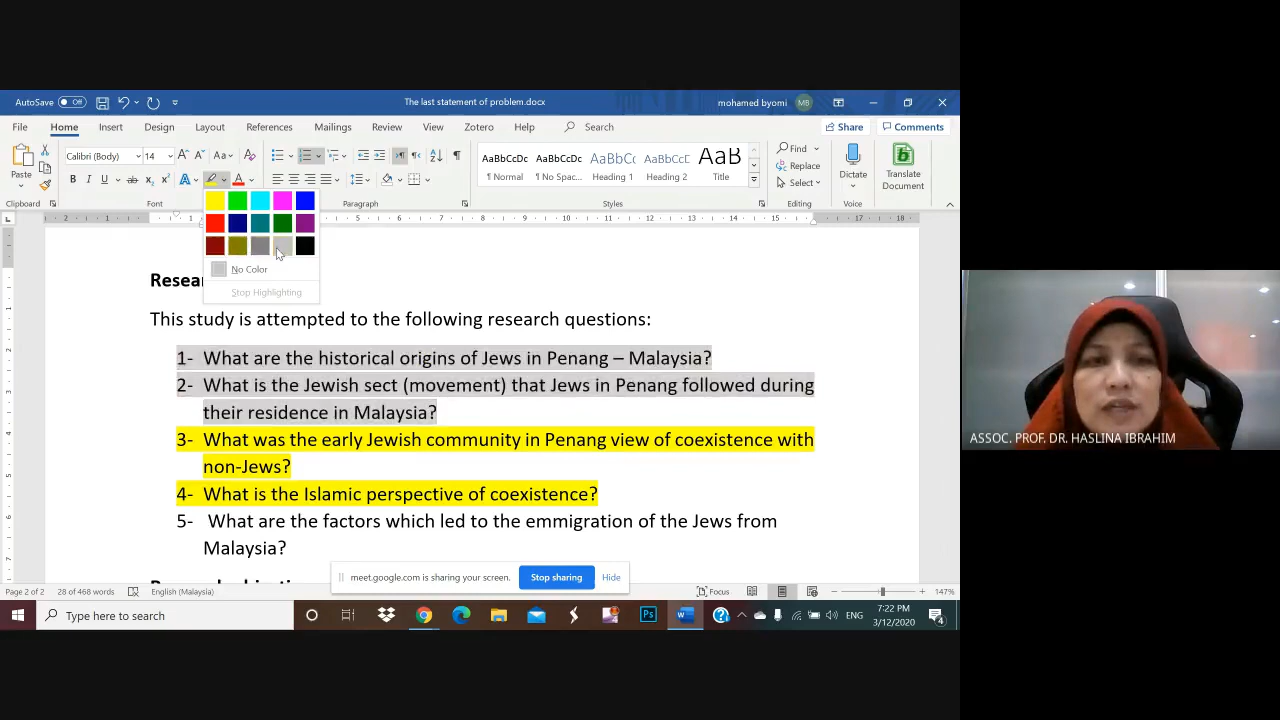 AutoSave Off The last statement of problem.docx mohamed byomi MB
File Home Insert Design Layout References Mailings Review View Zotero Help Search Share Comments
Paste Calibri (Body) 14 Aa AaBbCcDc AaBbCcDc AaBbCc AaBbCcD AaB Find Replace Select Dictate Translate Document
¶ Normal ¶ No Spac... Heading 1 Heading 2 Title
Clipboard Font Paragraph Styles Editing Voice
No Color
Stop Highlighting
Resear
This study is attempted to the following research questions:
1- What are the historical origins of Jews in Penang – Malaysia?
2- What is the Jewish sect (movement) that Jews in Penang followed during
their residence in Malaysia?
3- What was the early Jewish community in Penang view of coexistence with
non-Jews?
4- What is the Islamic perspective of coexistence?
5- What are the factors which led to the emmigration of the Jews from
Malaysia?
meet.google.com is sharing your screen. Stop sharing Hide
Page 2 of 2 28 of 468 words English (Malaysia) Focus 147%
Type here to search ENG 7:22 PM
3/12/2020
ASSOC. PROF. DR. HASLINA IBRAHIM